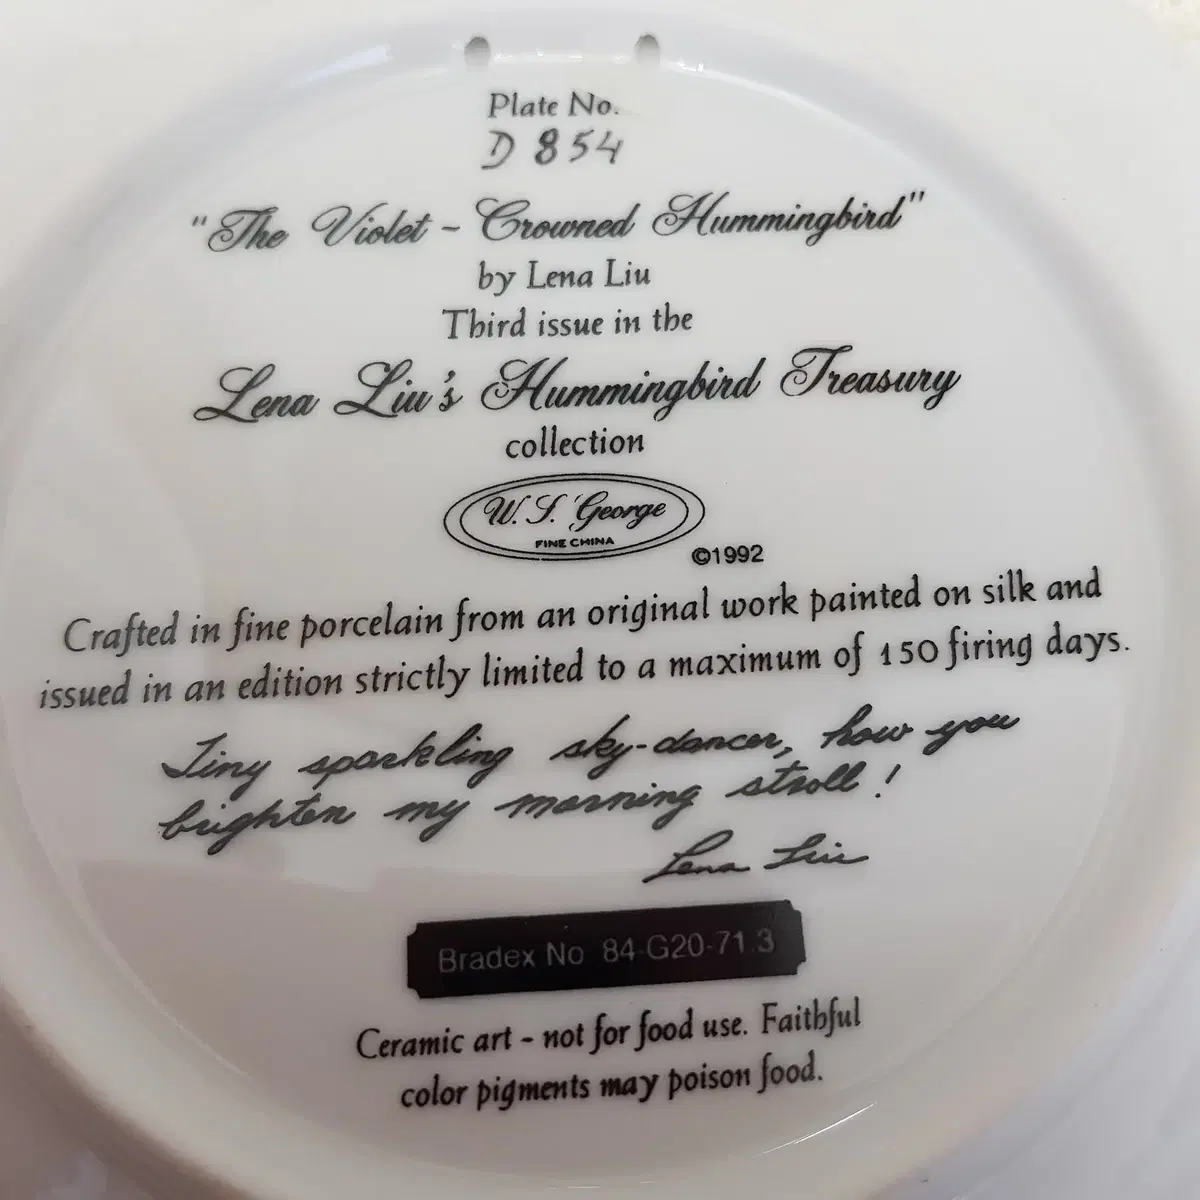 Plate No.
D 854
"The Violet ~ Crowned Hummingbird"
by Lena Liu
Third issue in the
Lena Liu's Hummingbird Treasury
collection
W. S. George
FINE CHINA
©1992
Crafted in fine porcelain from an original work painted on silk and
issued in an edition strictly limited to a maximum of 150 firing days.
Tiny sparkling sky-dancer, how you
brighten my morning stroll!
Lena Liu
Bradex No 84-G20-71.3
Ceramic art - not for food use. Faithful
color pigments may poison food.